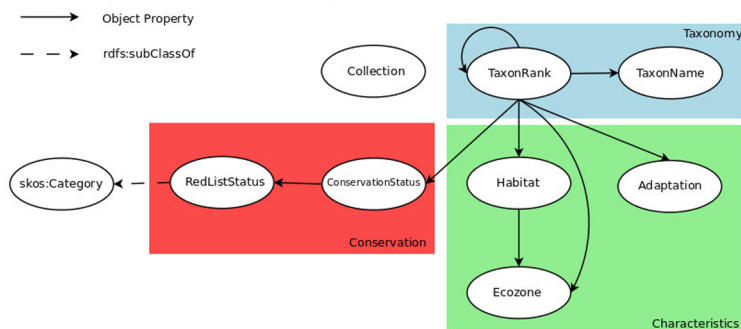 Object Property
rdfs:subClassOf
Taxonomy
Collection
TaxonRank
TaxonName
skos:Category
RedListStatus
ConservationStatus
Habitat
Adaptation
Conservation
Ecozone
Characteristics